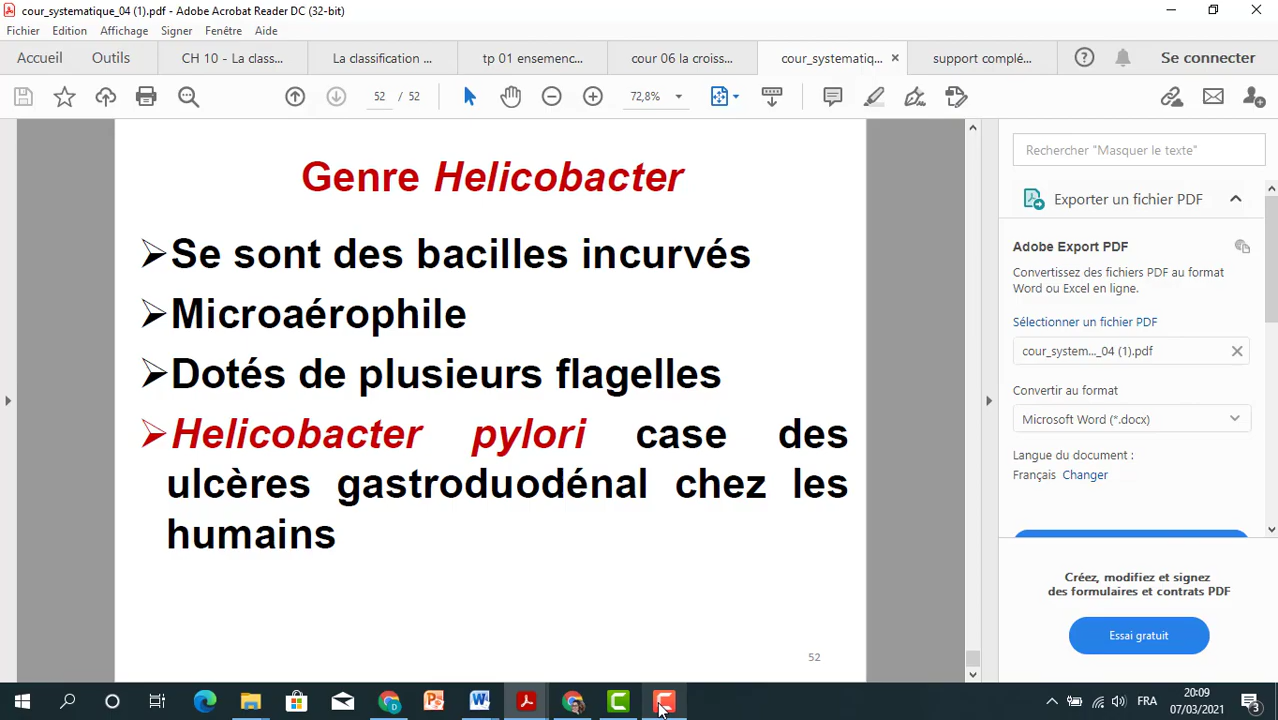 cour_systematique_04 (1).pdf - Adobe Acrobat Reader DC (32-bit)
Fichier Edition Affichage Signer Fenêtre Aide
Accueil Outils CH 10 - La class... La classification ... tp 01 ensemenc... cour 06 la croiss... cour_systematiq... × support complé... Se connecter
52 / 52 72,8%
Genre Helicobacter
Se sont des bacilles incurvés
Microaérophile
Dotés de plusieurs flagelles
Helicobacter pylori case des
ulcères gastroduodénal chez les
humains
52
Rechercher "Masquer le texte"
Exporter un fichier PDF
Adobe Export PDF
Convertissez des fichiers PDF au format
Word ou Excel en ligne.
Sélectionner un fichier PDF
cour_system..._04 (1).pdf
Convertir au format
Microsoft Word (*.docx)
Langue du document :
Français Changer
Créez, modifiez et signez
des formulaires et contrats PDF
Essai gratuit
FRA
20:09
07/03/2021
3